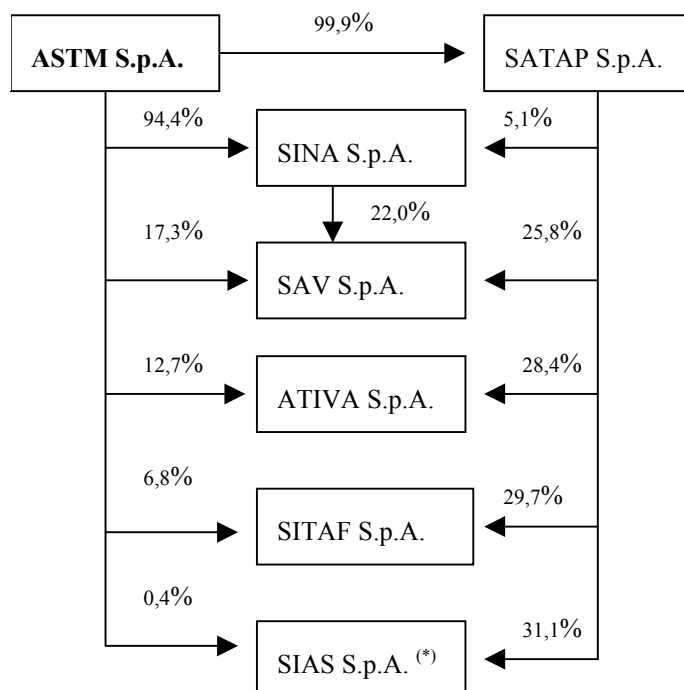 99,9%
ASTM S.p.A.
SATAP S.p.A.
94,4%
5,1%
SINA S.p.A.
22,0%
17,3%
25,8%
SAV S.p.A.
12,7%
28,4%
ATIVA S.p.A.
6,8%
29,7%
SITAF S.p.A.
0,4%
31,1%
SIAS S.p.A. (*)